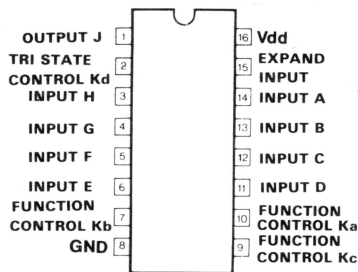 OUTPUT J 1
TRI STATE
CONTROL Kd 2
INPUT H 3
INPUT G 4
INPUT F 5
INPUT E 6
FUNCTION
CONTROL Kb 7
GND 8
16 Vdd
15 EXPAND
INPUT
14 INPUT A
13 INPUT B
12 INPUT C
11 INPUT D
10 FUNCTION
CONTROL Ka
9 FUNCTION
CONTROL Kc